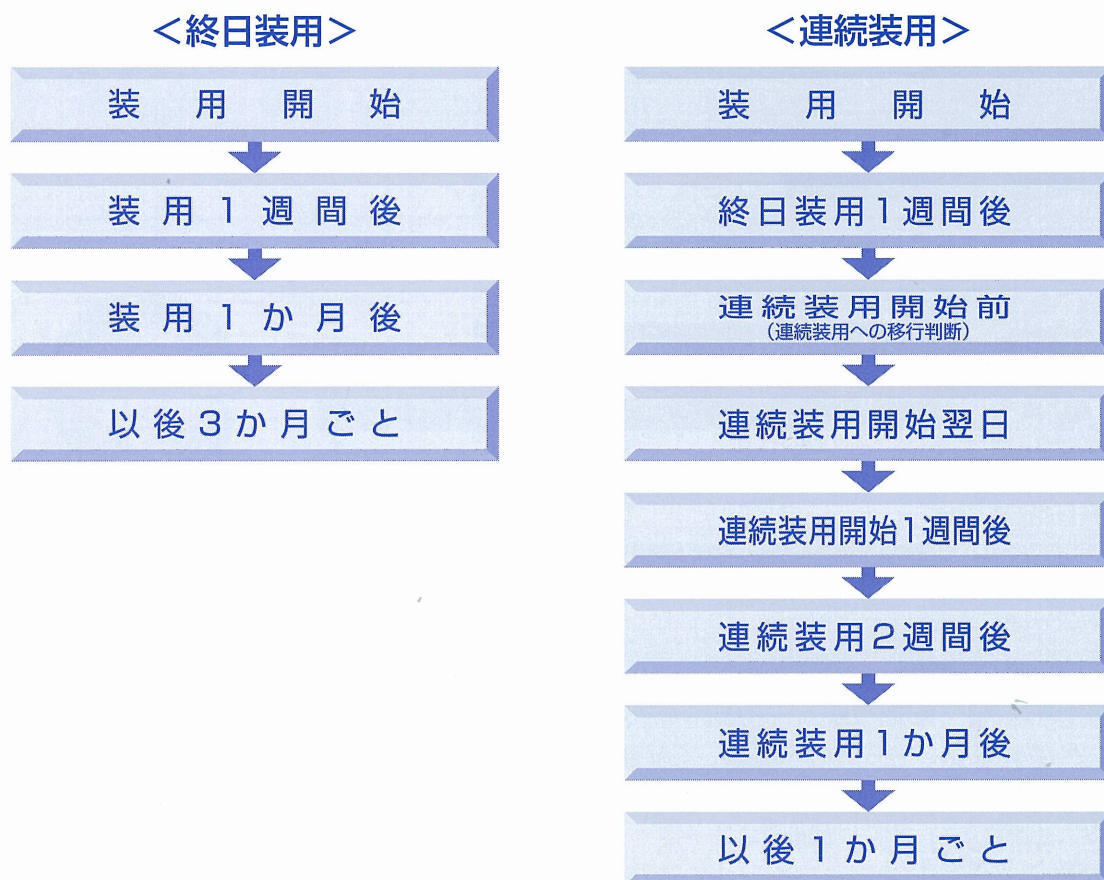 ＜終日装用＞
装用開始
装用1週間後
装用1か月後
以後3か月ごと
＜連続装用＞
装用開始
終日装用1週間後
連続装用開始前
（連続装用への移行判断）
連続装用開始翌日
連続装用開始1週間後
連続装用2週間後
連続装用1か月後
以後1か月ごと